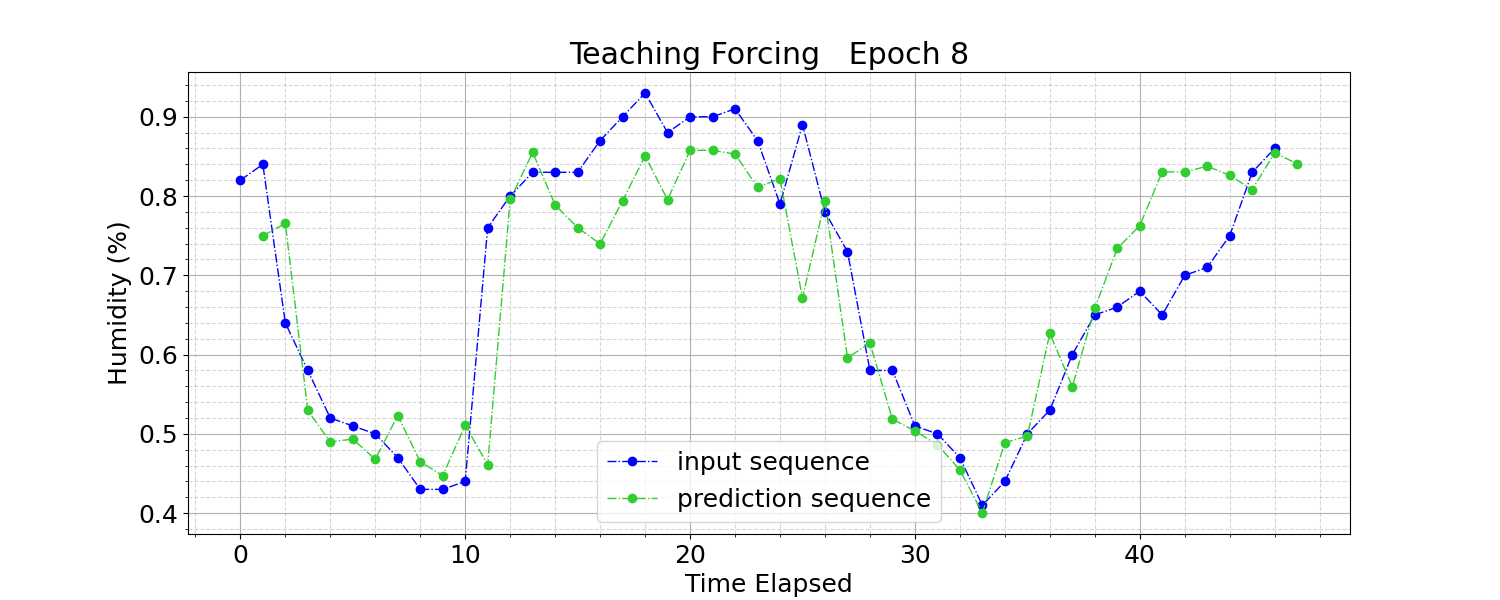 Teaching Forcing   Epoch 8
Humidity (%)
0.9
0.8
0.7
0.6
0.5
0.4
input sequence
prediction sequence
0 10 20 30 40
Time Elapsed